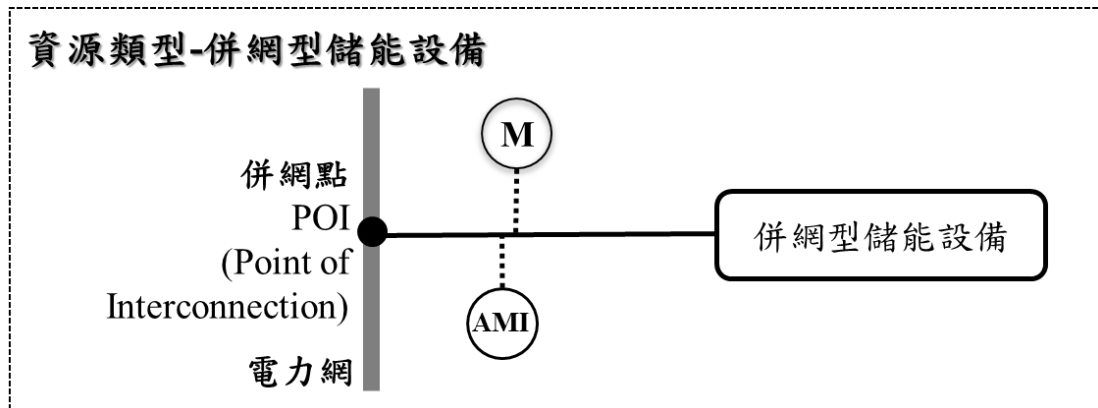 資源類型-併網型儲能設備
M
併網點
POI
(Point of
Interconnection)
併網型儲能設備
AMI
電力網